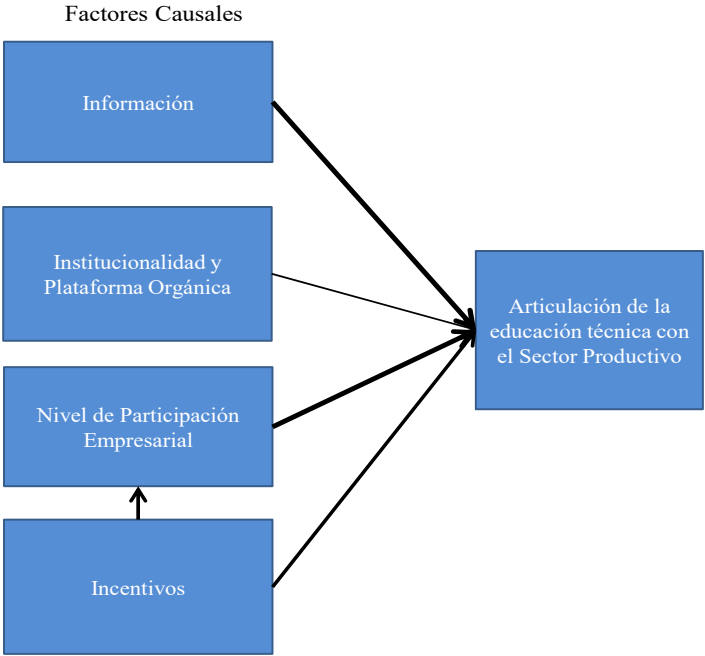 Factores Causales
Información
Institucionalidad y
Plataforma Orgánica
Articulación de la
educación técnica con
el Sector Productivo
Nivel de Participación
Empresarial
Incentivos